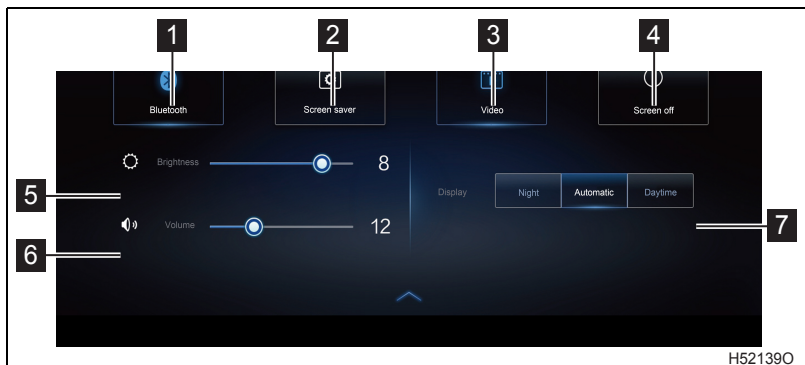 1 2 3 4
Bluetooth Screen saver Video Screen off
Brightness 8
5
Display Night Automatic Daytime
Volume 12
7
6
H52139O